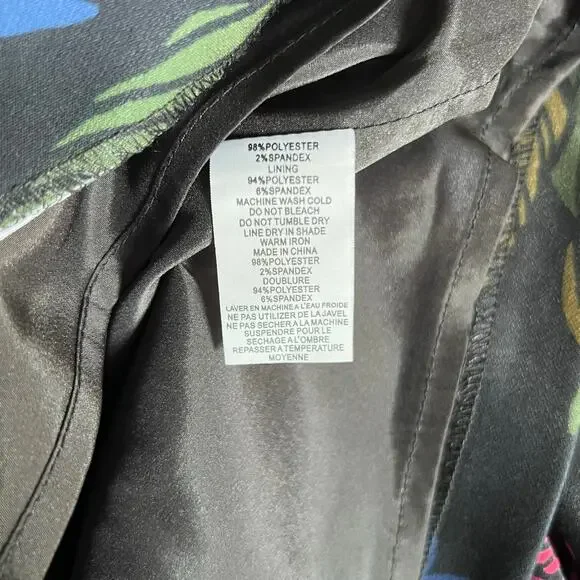 98%POLYESTER
2%SPANDEX
LINING
94%POLYESTER
6%SPANDEX
MACHINE WASH COLD
DO NOT BLEACH
DO NOT TUMBLE DRY
LINE DRY IN SHADE
WARM IRON
MADE IN CHINA
98%POLYESTER
2%SPANDEX
DOUBLURE
94%POLYESTER
6%SPANDEX
LAVER EN MACHINE A L'EAU FROIDE
NE PAS UTILIZER DE LA JAVEL
NE PAS SECHER A LA MACHINE
SUSPENDRE POUR LE
SECHAGE A L'OMBRE
REPASSER A TEMPERATURE
MOYENNE